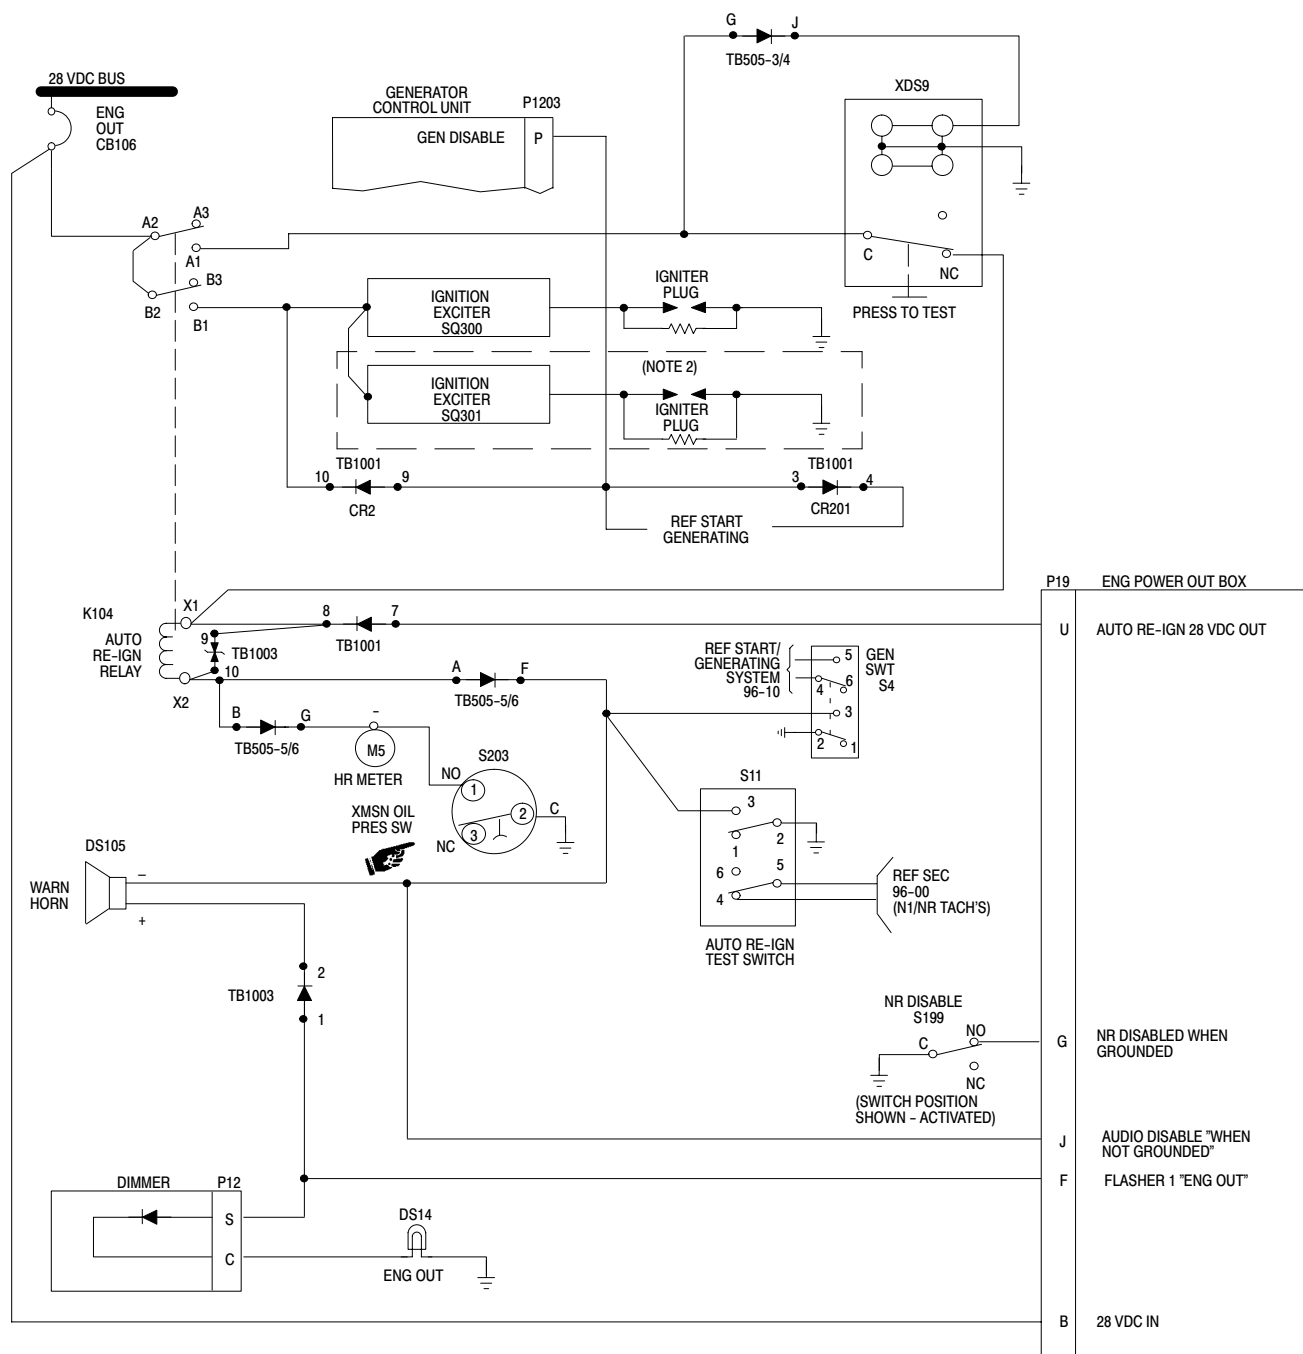 G
J
TB505-3/4
28 VDC BUS
ENG
OUT
CB106
GENERATOR
CONTROL UNIT
P1203
GEN DISABLE
P
XDS9
A2
A3
A1
B3
B2
B1
C
NC
PRESS TO TEST
IGNITION
EXCITER
SQ300
IGNITER
PLUG
(NOTE 2)
IGNITION
EXCITER
SQ301
IGNITER
PLUG
TB1001
10
9
CR2
TB1001
3
4
CR201
REF START
GENERATING
P19
ENG POWER OUT BOX
K104
X1
AUTO
RE-IGN
RELAY
X2
9
TB1003
10
8
7
TB1001
U
AUTO RE-IGN 28 VDC OUT
REF START/
GENERATING
SYSTEM
96-10
5
4
6
3
2
1
GEN
SWT
S4
A
F
TB505-5/6
B
G
TB505-5/6
-
M5
HR METER
S203
NO
1
2
C
3
NC
XMSN OIL
PRES SW
S11
3
1
2
6
5
4
AUTO RE-IGN
TEST SWITCH
REF SEC
96-00
(N1/NR TACH'S)
DS105
WARN
HORN
-
+
2
TB1003
1
NR DISABLE
S199
C
NO
NC
(SWITCH POSITION
SHOWN - ACTIVATED)
G
NR DISABLED WHEN
GROUNDED
J
AUDIO DISABLE "WHEN
NOT GROUNDED"
F
FLASHER 1 "ENG OUT"
DIMMER
P12
S
C
DS14
ENG OUT
B
28 VDC IN